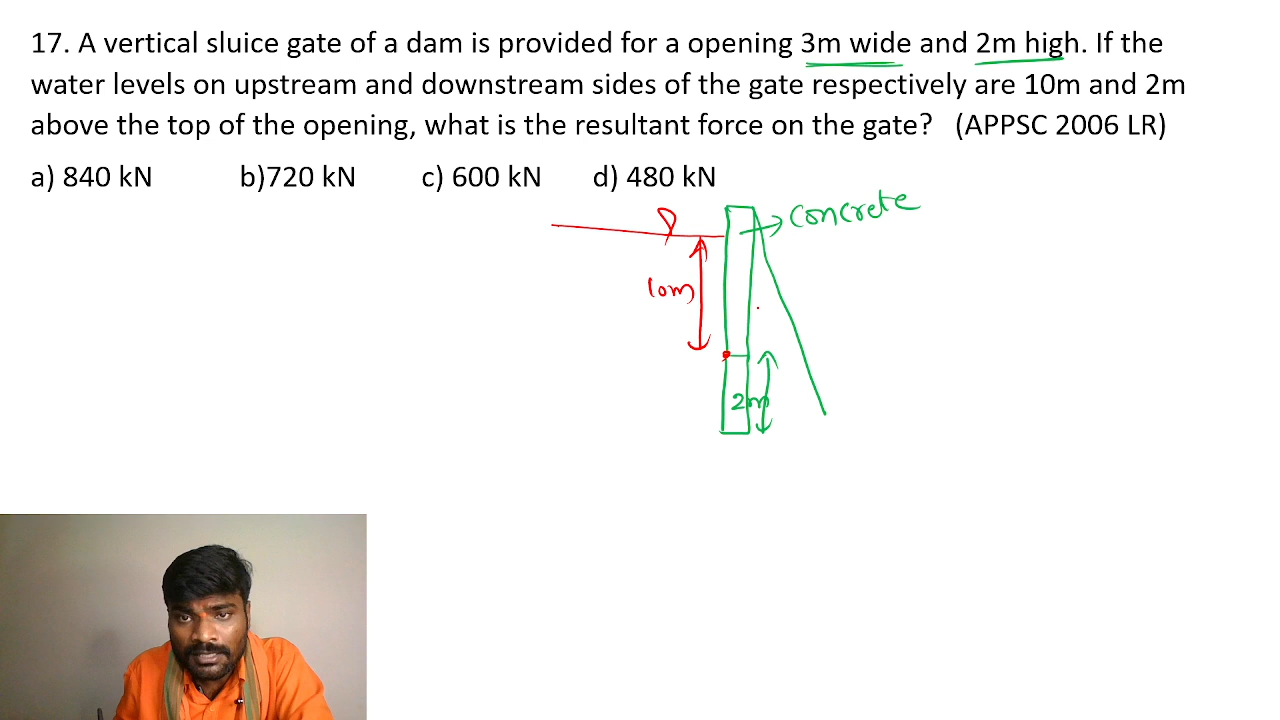 17. A vertical sluice gate of a dam is provided for a opening 3m wide and 2m high. If the
water levels on upstream and downstream sides of the gate respectively are 10m and 2m
above the top of the opening, what is the resultant force on the gate? (APPSC 2006 LR)
a) 840 kN b)720 kN c) 600 kN d) 480 kN
concrete
10m
2m